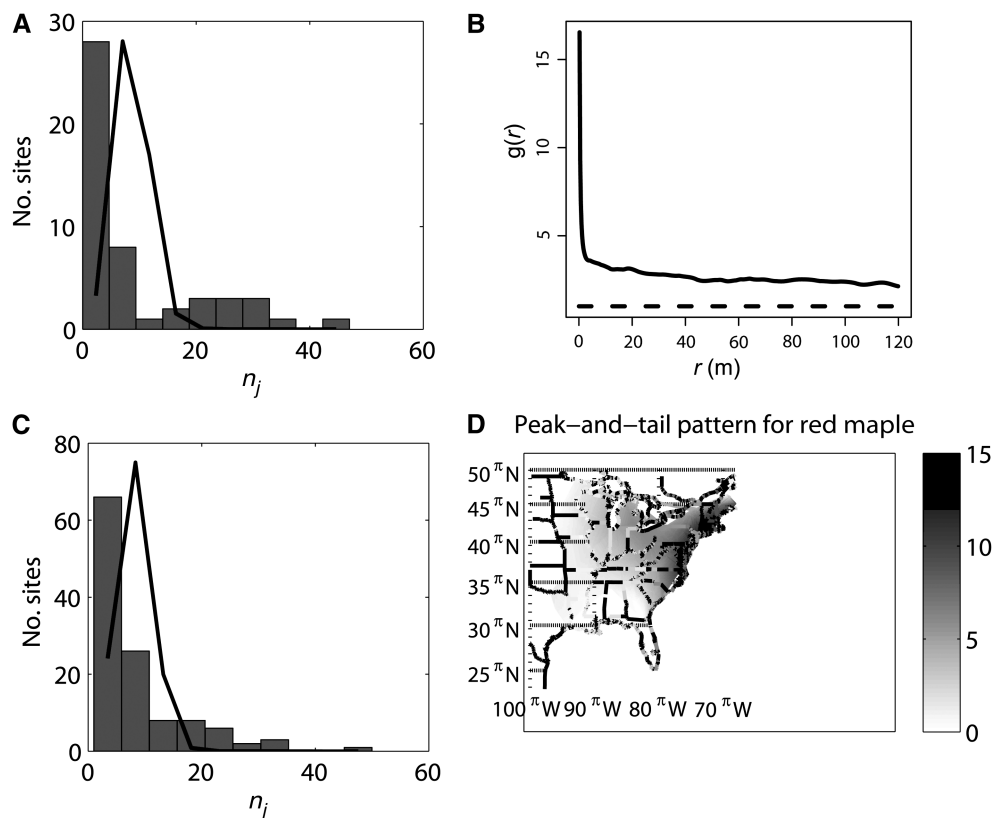 A
30
20
10
0
No. sites
0
20
40
60
nj
B
15
10
5
g(r)
0
20
40
60
80
100
120
r (m)
C
80
60
40
20
0
No. sites
0
20
40
60
nj
D Peak−and−tail pattern for red maple
50 πN
45 πN
40 πN
35 πN
30 πN
25 πN
100 πW 90 πW 80 πW 70 πW
15
10
5
0